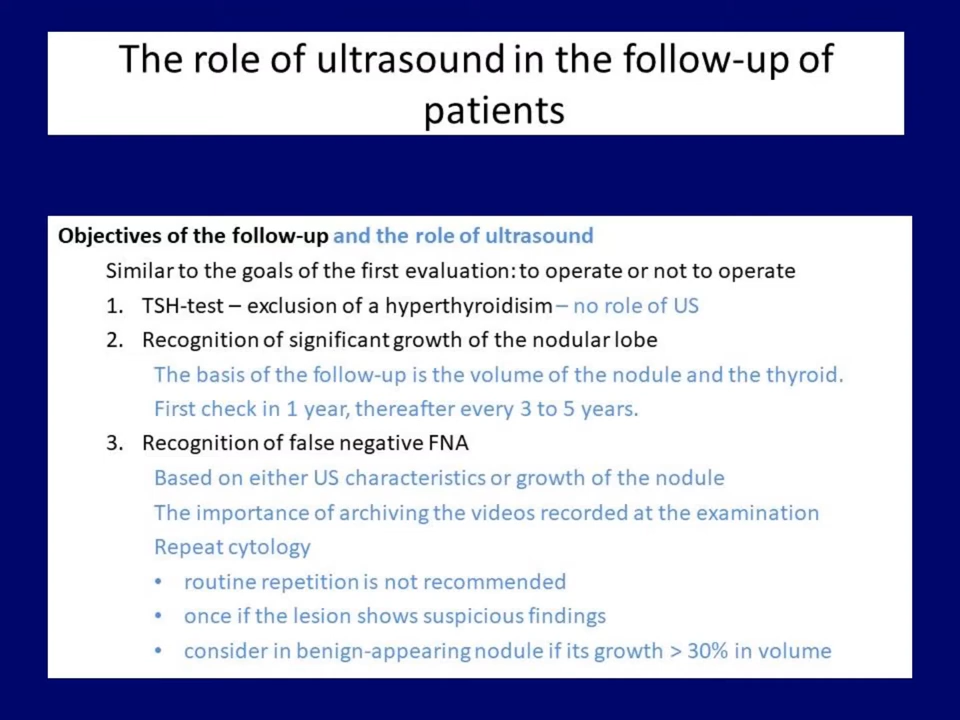 The role of ultrasound in the follow-up of
patients
Objectives of the follow-up and the role of ultrasound
Similar to the goals of the first evaluation: to operate or not to operate
1. TSH-test – exclusion of a hyperthyroidisim – no role of US
2. Recognition of significant growth of the nodular lobe
The basis of the follow-up is the volume of the nodule and the thyroid.
First check in 1 year, thereafter every 3 to 5 years.
3. Recognition of false negative FNA
Based on either US characteristics or growth of the nodule
The importance of archiving the videos recorded at the examination
Repeat cytology
• routine repetition is not recommended
• once if the lesion shows suspicious findings
• consider in benign-appearing nodule if its growth > 30% in volume